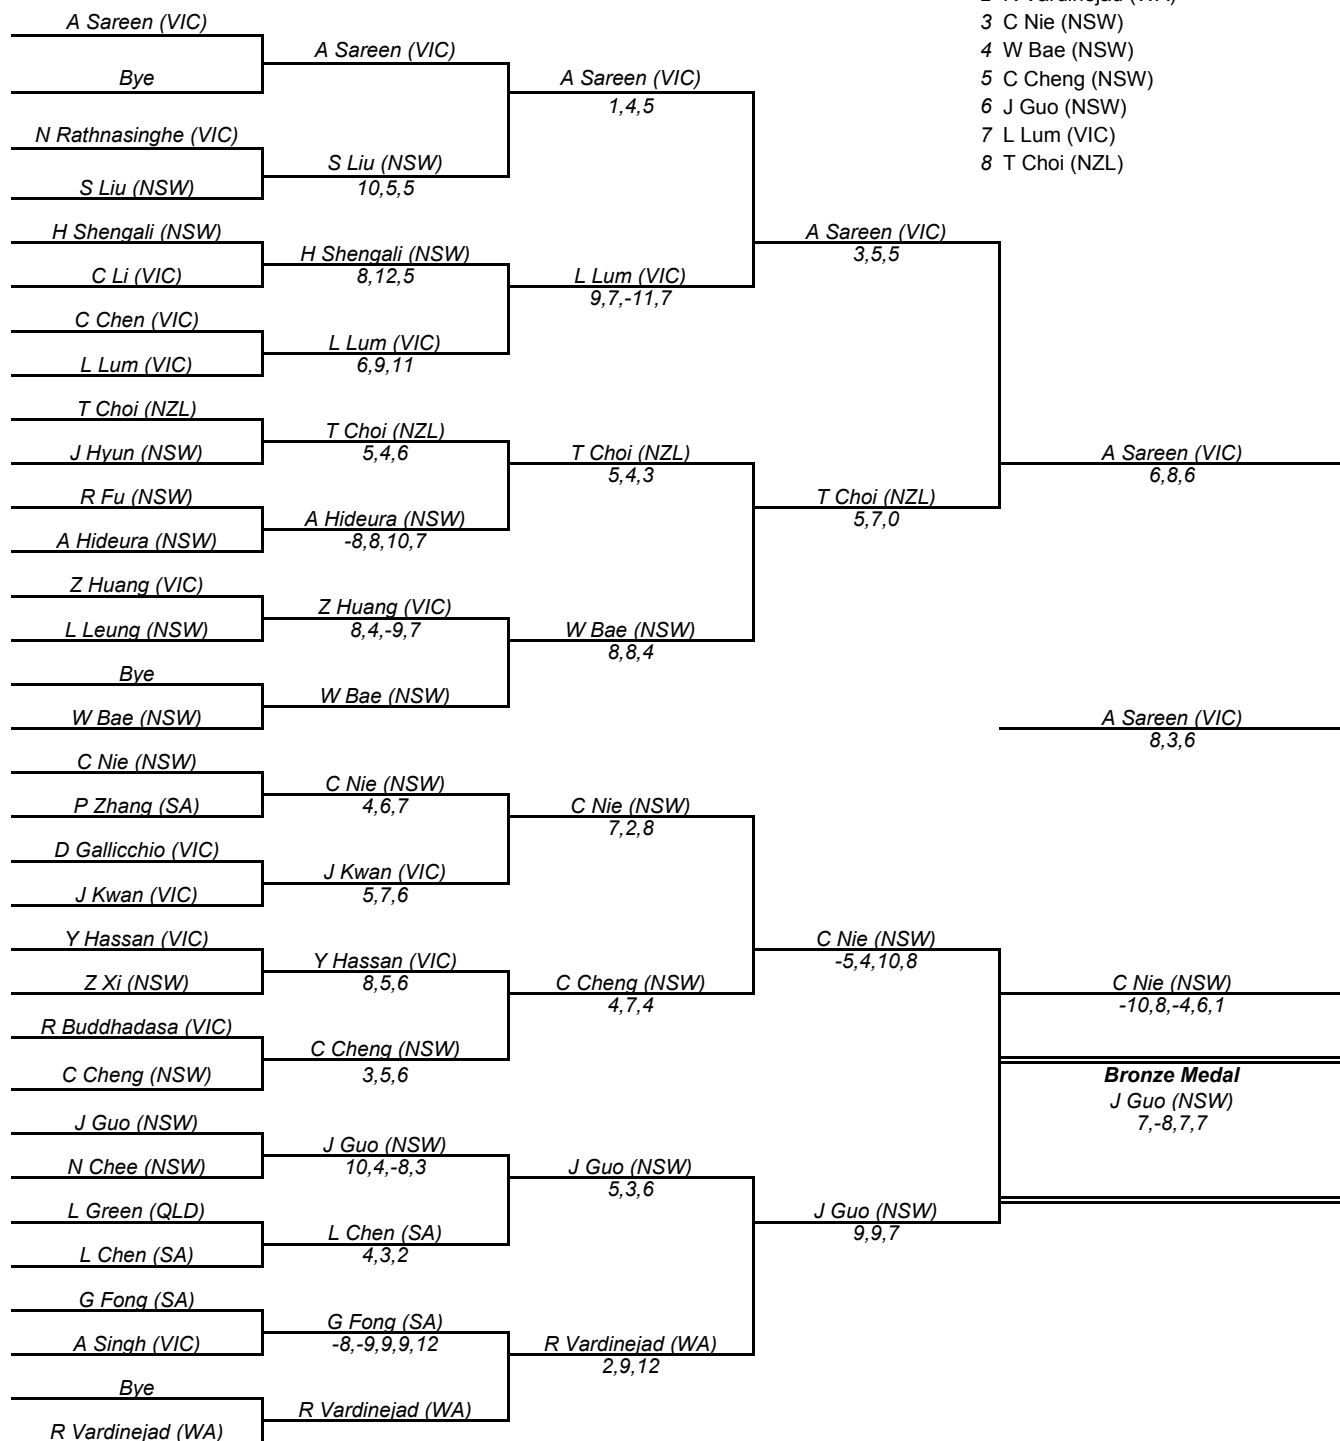 A Sareen (VIC)
Bye
N Rathnasinghe (VIC)
S Liu (NSW)
H Shengali (NSW)
C Li (VIC)
C Chen (VIC)
L Lum (VIC)
T Choi (NZL)
J Hyun (NSW)
R Fu (NSW)
A Hideura (NSW)
Z Huang (VIC)
L Leung (NSW)
Bye
W Bae (NSW)
C Nie (NSW)
P Zhang (SA)
D Gallicchio (VIC)
J Kwan (VIC)
Y Hassan (VIC)
Z Xi (NSW)
R Buddhadasa (VIC)
C Cheng (NSW)
J Guo (NSW)
N Chee (NSW)
L Green (QLD)
L Chen (SA)
G Fong (SA)
A Singh (VIC)
Bye
R Vardinejad (WA)
A Sareen (VIC)
S Liu (NSW)
10,5,5
H Shengali (NSW)
8,12,5
L Lum (VIC)
6,9,11
T Choi (NZL)
5,4,6
A Hideura (NSW)
-8,8,10,7
Z Huang (VIC)
8,4,-9,7
W Bae (NSW)
C Nie (NSW)
4,6,7
J Kwan (VIC)
5,7,6
Y Hassan (VIC)
8,5,6
C Cheng (NSW)
3,5,6
J Guo (NSW)
10,4,-8,3
L Chen (SA)
4,3,2
G Fong (SA)
-8,-9,9,9,12
R Vardinejad (WA)
A Sareen (VIC)
1,4,5
L Lum (VIC)
9,7,-11,7
T Choi (NZL)
5,4,3
W Bae (NSW)
8,8,4
C Nie (NSW)
7,2,8
C Cheng (NSW)
4,7,4
J Guo (NSW)
5,3,6
R Vardinejad (WA)
2,9,12
A Sareen (VIC)
3,5,5
T Choi (NZL)
5,7,0
C Nie (NSW)
-5,4,10,8
J Guo (NSW)
9,9,7
3 C Nie (NSW)
4 W Bae (NSW)
5 C Cheng (NSW)
6 J Guo (NSW)
7 L Lum (VIC)
8 T Choi (NZL)
A Sareen (VIC)
6,8,6
A Sareen (VIC)
8,3,6
C Nie (NSW)
-10,8,-4,6,1
Bronze Medal
J Guo (NSW)
7,-8,7,7